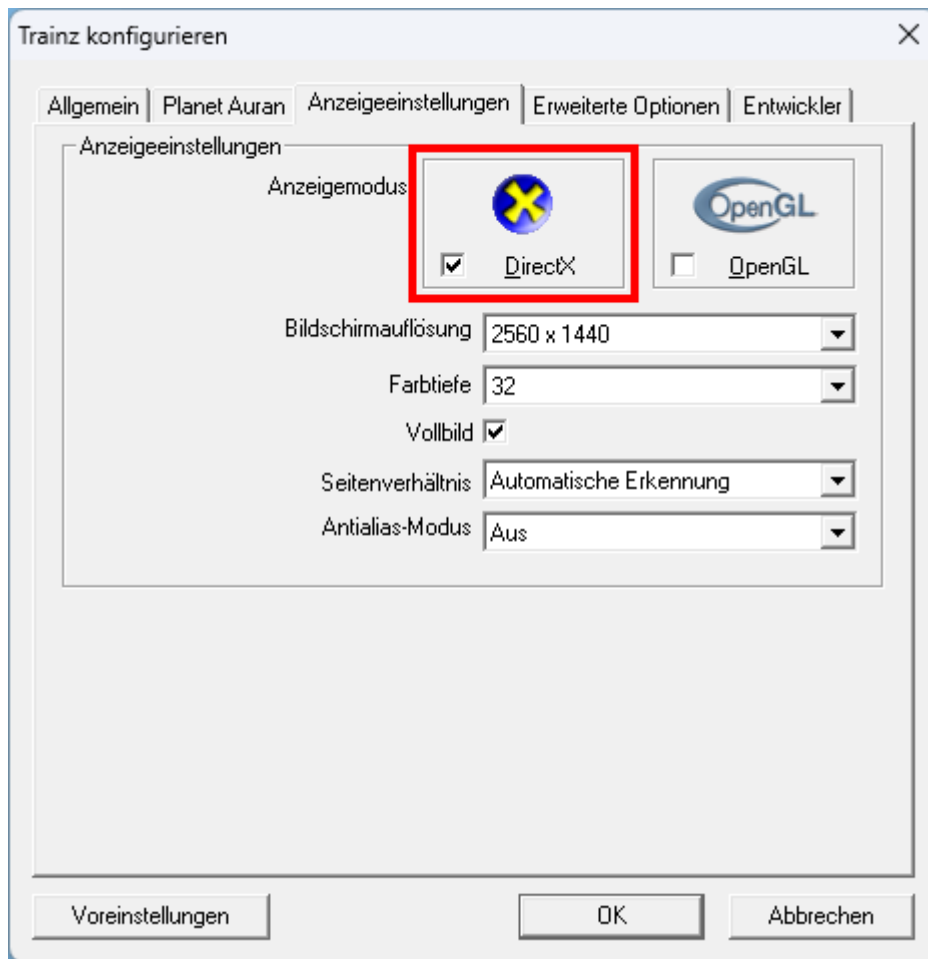 Trainz konfigurieren
Allgemein
Planet Auran
Anzeigeeinstellungen
Erweiterte Optionen
Entwickler
Anzeigeeinstellungen
Anzeigemodus
OpenGL
DirectX
OpenGL
Bildschirmauflösung 2560 x 1440
Farbtiefe 32
Vollbild
Seitenverhältnis Automatische Erkennung
Antialias-Modus Aus
Voreinstellungen
OK
Abbrechen